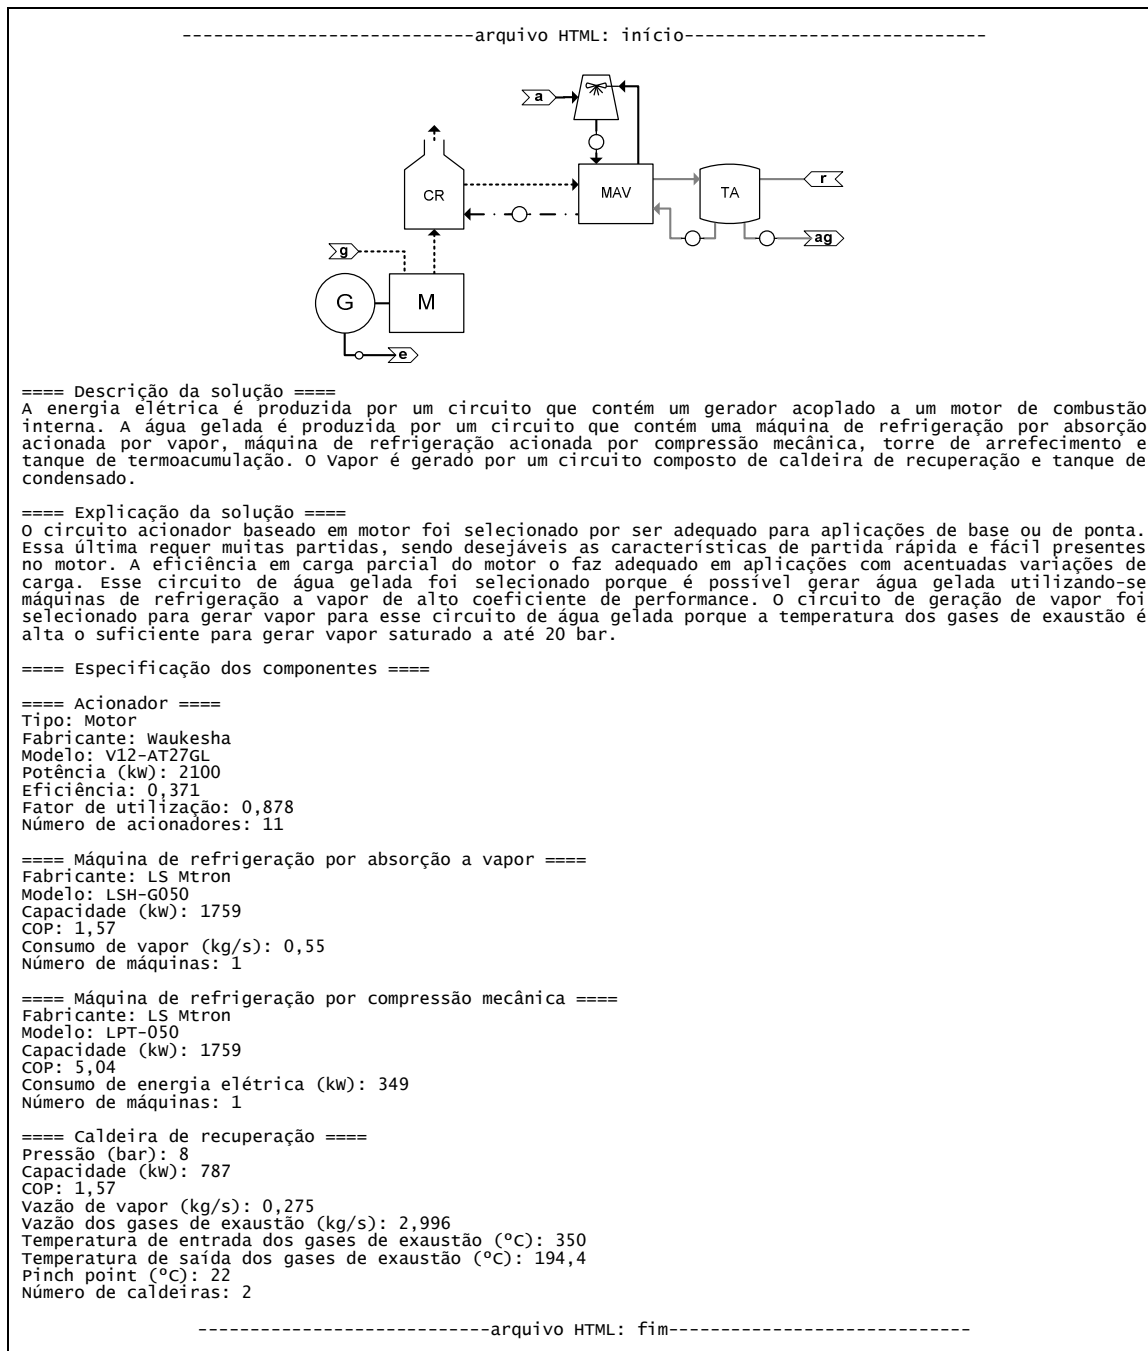 ----------------------------arquivo HTML: início-----------------------------
a
CR
MAV
TA
r
g
ag
G
M
e
==== Descrição da solução ====
A energia elétrica é produzida por um circuito que contém um gerador acoplado a um motor de combustão
interna. A água gelada é produzida por um circuito que contém uma máquina de refrigeração por absorção
acionada por vapor, máquina de refrigeração acionada por compressão mecânica, torre de arrefecimento e
tanque de termoacumulação. O Vapor é gerado por um circuito composto de caldeira de recuperação e tanque de
condensado.
==== Explicação da solução ====
O circuito acionador baseado em motor foi selecionado por ser adequado para aplicações de base ou de ponta.
Essa última requer muitas partidas, sendo desejáveis as características de partida rápida e fácil presentes
no motor. A eficiência em carga parcial do motor o faz adequado em aplicações com acentuadas variações de
carga. Esse circuito de água gelada foi selecionado porque é possível gerar água gelada utilizando-se
máquinas de refrigeração a vapor de alto coeficiente de performance. O circuito de geração de vapor foi
selecionado para gerar vapor para esse circuito de água gelada porque a temperatura dos gases de exaustão é
alta o suficiente para gerar vapor saturado a até 20 bar.
==== Especificação dos componentes ====
==== Acionador ====
Tipo: Motor
Fabricante: Waukesha
Modelo: V12-AT27GL
Potência (kW): 2100
Eficiência: 0,371
Fator de utilização: 0,878
Número de acionadores: 11
==== Máquina de refrigeração por absorção a vapor ====
Fabricante: LS Mtron
Modelo: LSH-G050
Capacidade (kW): 1759
COP: 1,57
Consumo de vapor (kg/s): 0,55
Número de máquinas: 1
==== Máquina de refrigeração por compressão mecânica ====
Fabricante: LS Mtron
Modelo: LPT-050
Capacidade (kW): 1759
COP: 5,04
Consumo de energia elétrica (kW): 349
Número de máquinas: 1
==== Caldeira de recuperação ====
Pressão (bar): 8
Capacidade (kW): 787
COP: 1,57
Vazão de vapor (kg/s): 0,275
Vazão dos gases de exaustão (kg/s): 2,996
Temperatura de entrada dos gases de exaustão (ºC): 350
Temperatura de saída dos gases de exaustão (ºC): 194,4
Pinch point (ºC): 22
Número de caldeiras: 2
----------------------------arquivo HTML: fim-----------------------------